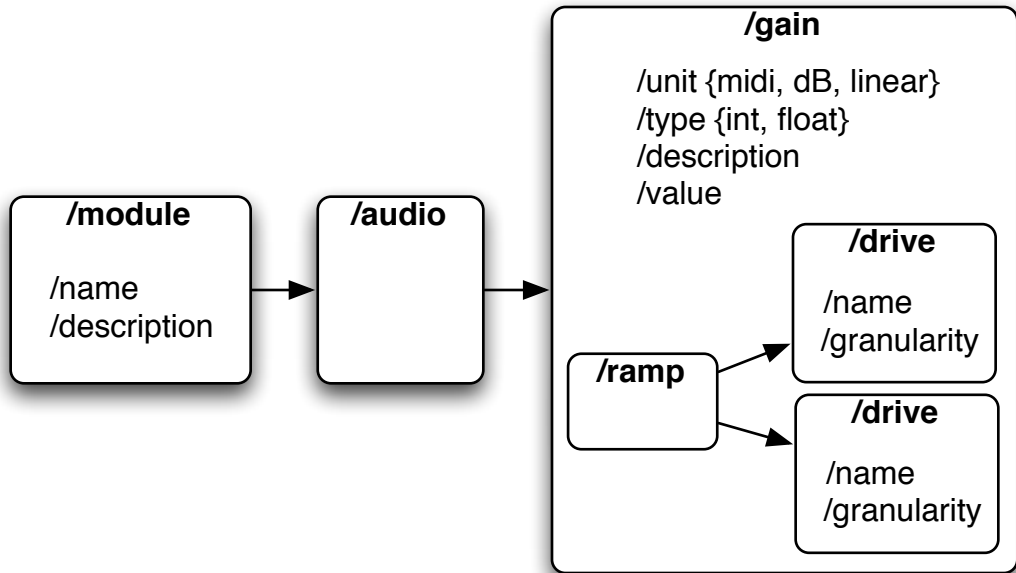 /module
/name
/description
/audio
/gain
/unit {midi, dB, linear}
/type {int, float}
/description
/value
/ramp
/drive
/name
/granularity
/drive
/name
/granularity